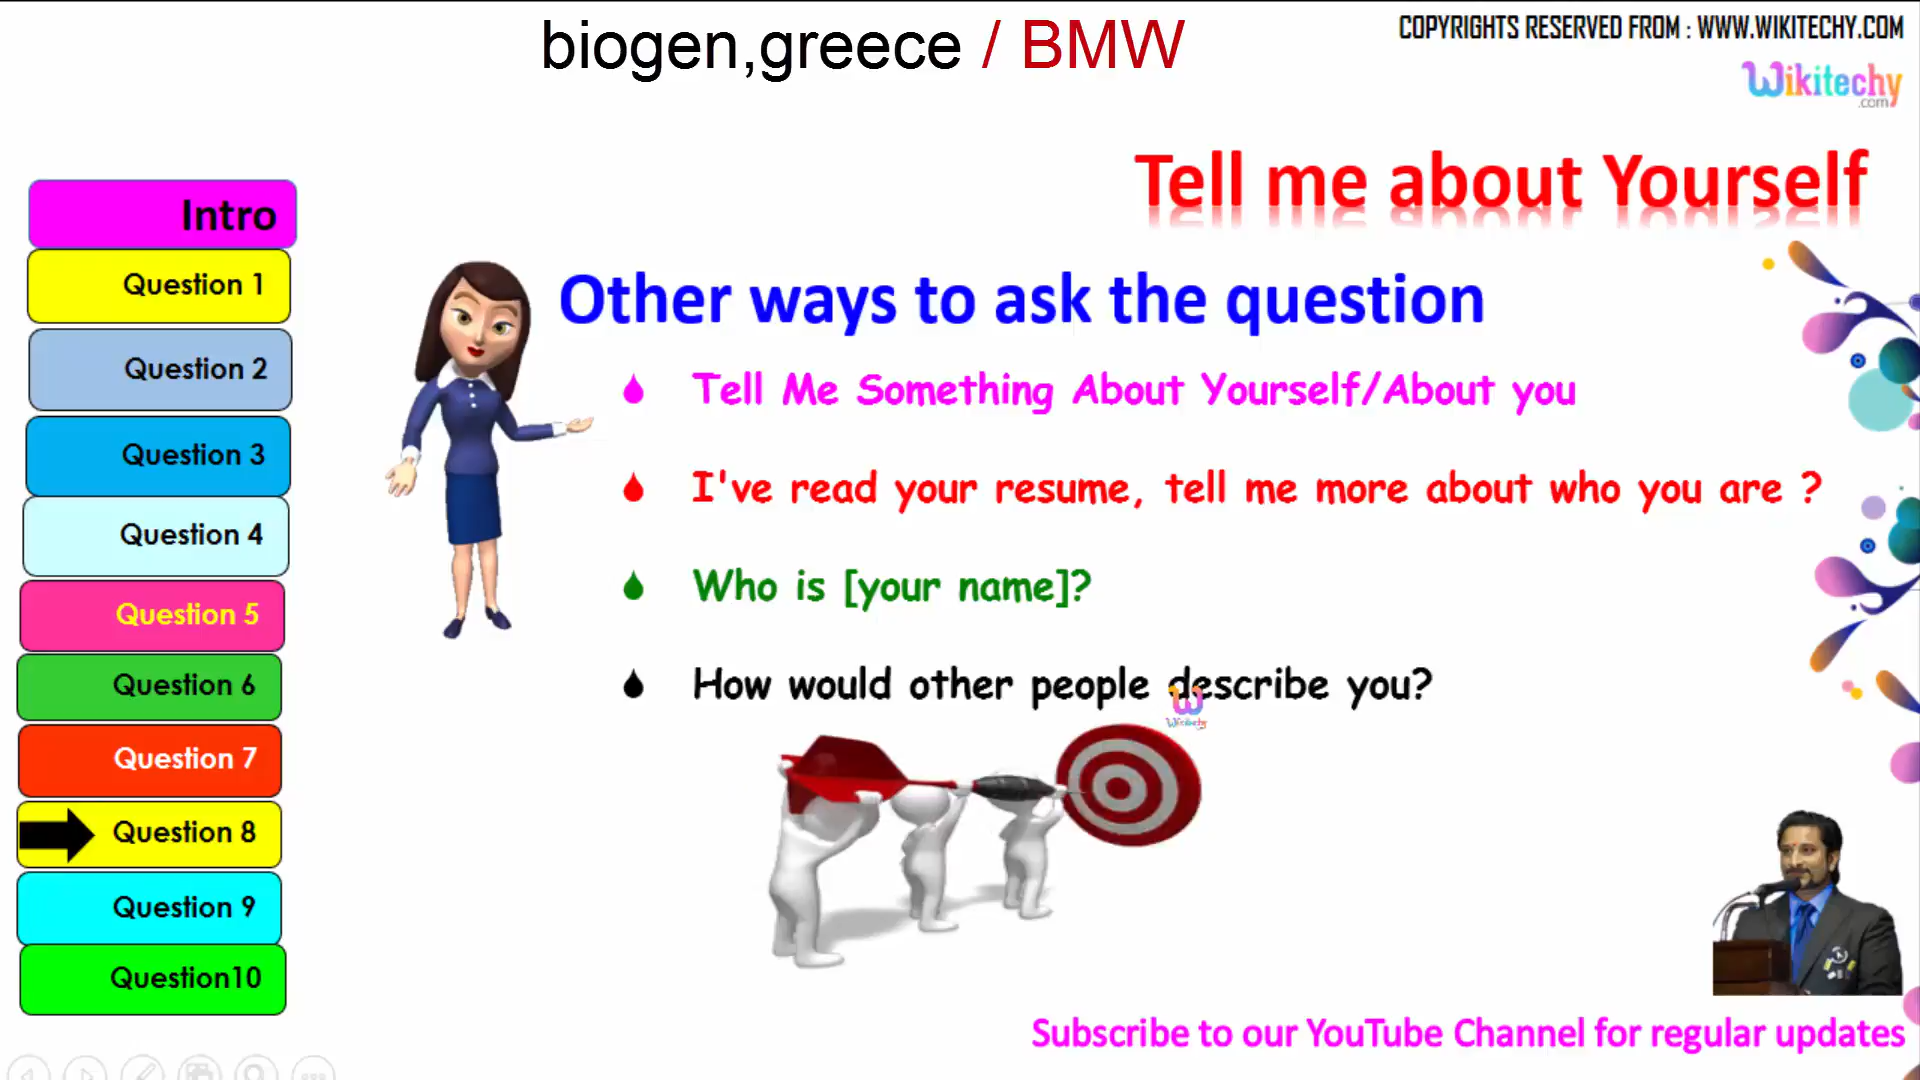 biogen,greece / BMW
COPYRIGHTS RESERVED FROM : WWW.WIKITECHY.COM
Wikitechy
.com
Tell me about Yourself
Intro
Question 1
Question 2
Question 3
Question 4
Question 5
Question 6
Question 7
Question 8
Question 9
Question10
Other ways to ask the question
Tell Me Something About Yourself/About you
I've read your resume, tell me more about who you are ?
Who is [your name]?
How would other people describe you?
W
Wikitechy
Subscribe to our YouTube Channel for regular updates